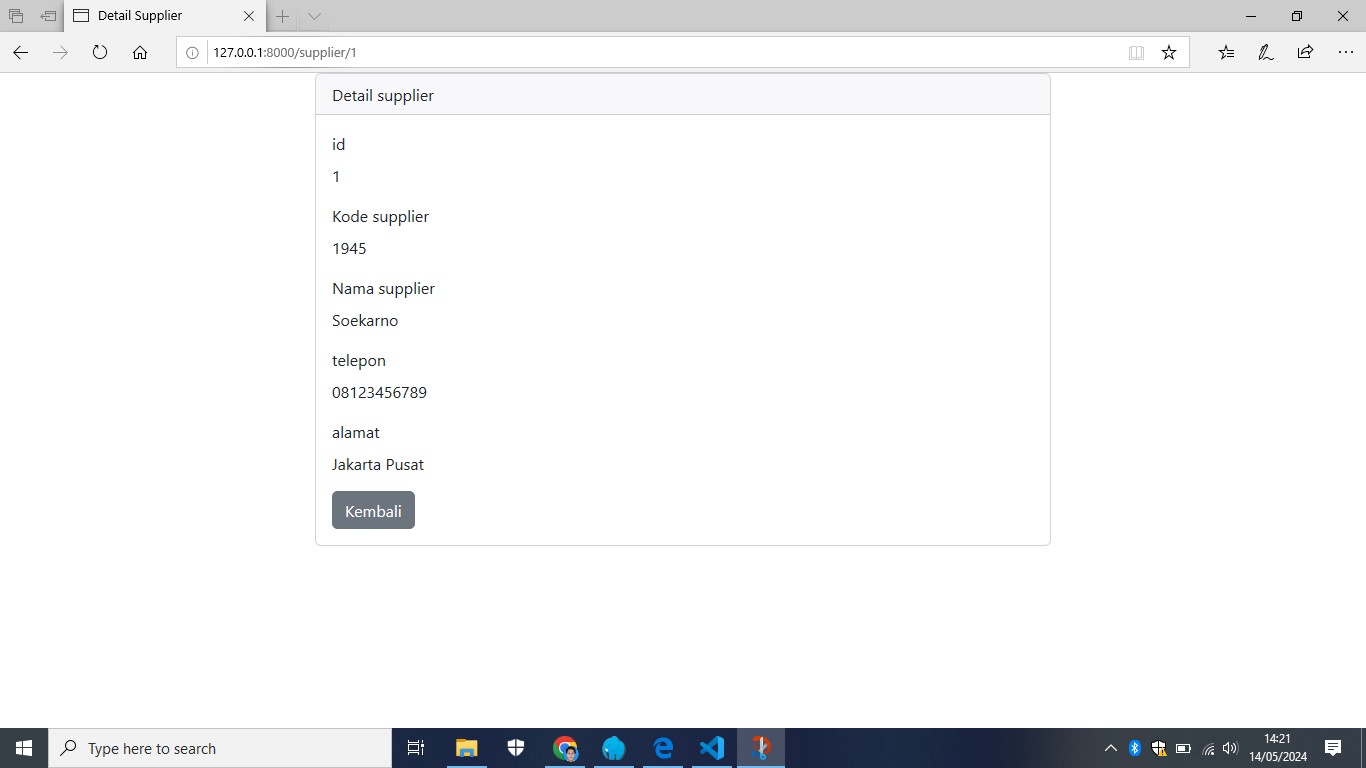 Detail Supplier
127.0.0.1:8000/supplier/1
Detail supplier
id
1
Kode supplier
1945
Nama supplier
Soekarno
telepon
08123456789
alamat
Jakarta Pusat
Kembali
Type here to search
14:21
14/05/2024